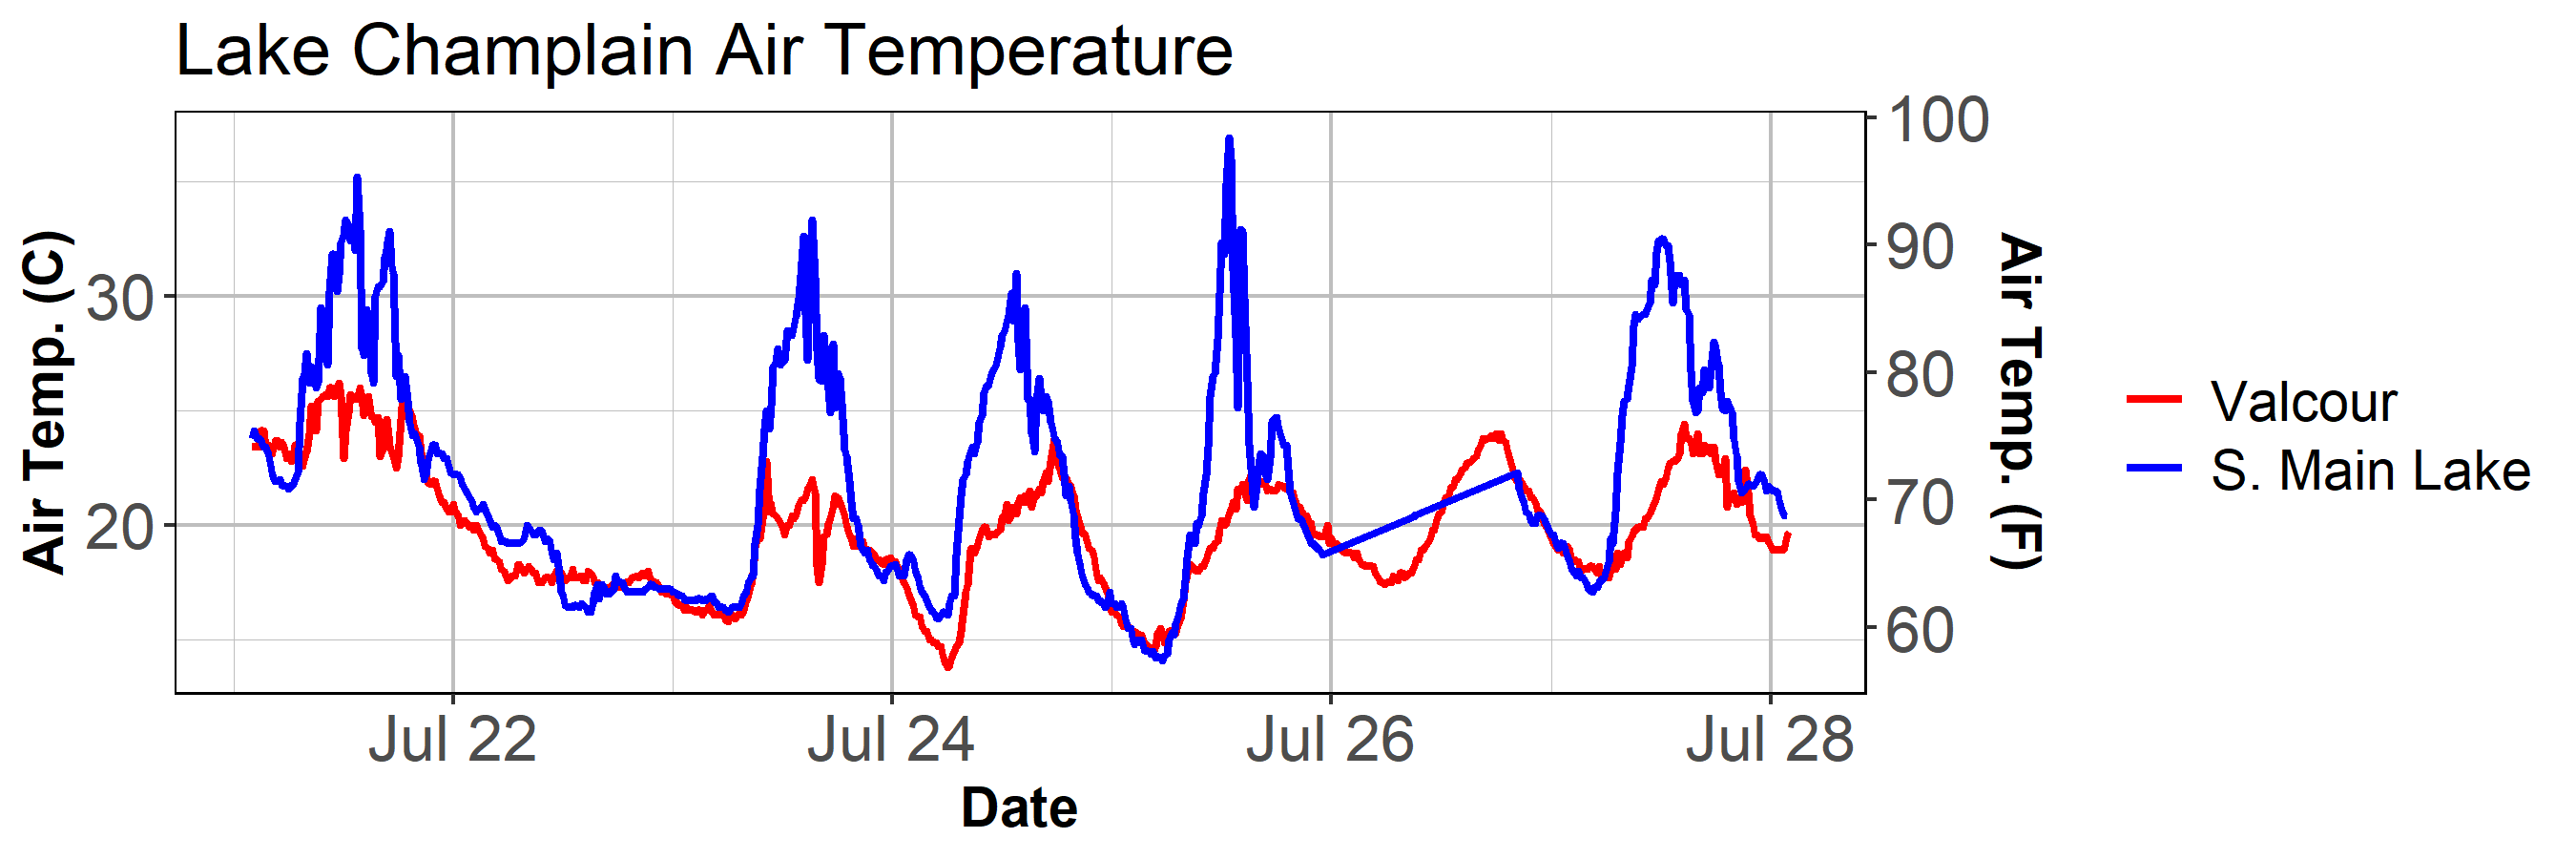 Lake Champlain Air Temperature
Air Temp. (C)
30
20
100
90
80
70
60
Air Temp. (F)
Jul 22
Jul 24
Jul 26
Jul 28
Date
Valcour
S. Main Lake